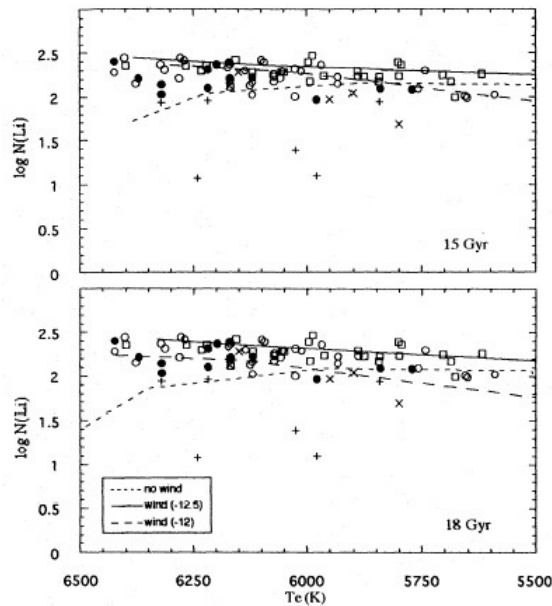 log N(Li)
2.5
2
1.5
1
0.5
0
15 Gyr
log N(Li)
2.5
2
1.5
1
0.5
0
no wind
wind (-12.5)
wind (-12)
18 Gyr
6500 6250 6000 5750 5500
Te (K)